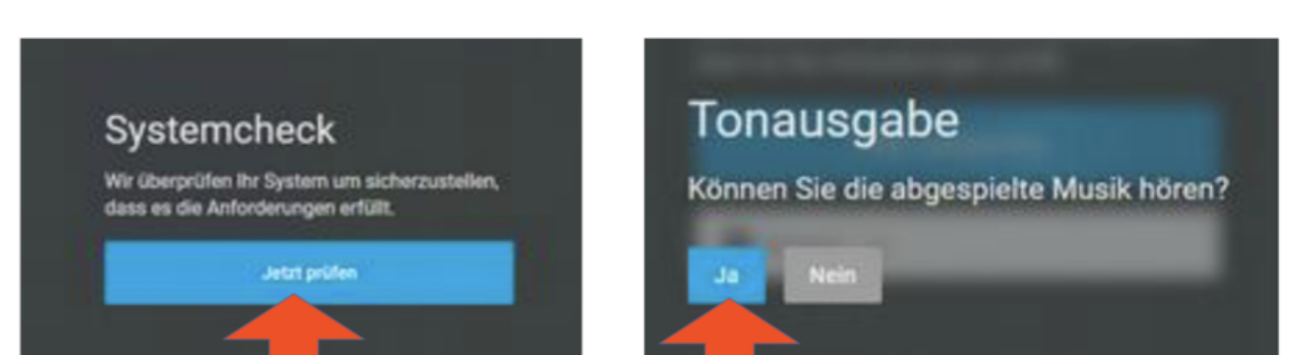 Systemcheck
Wir überprüfen Ihr System um sicherzustellen,
dass es die Anforderungen erfüllt.
Jetzt prüfen
Tonausgabe
Können Sie die abgespielte Musik hören?
Ja
Nein